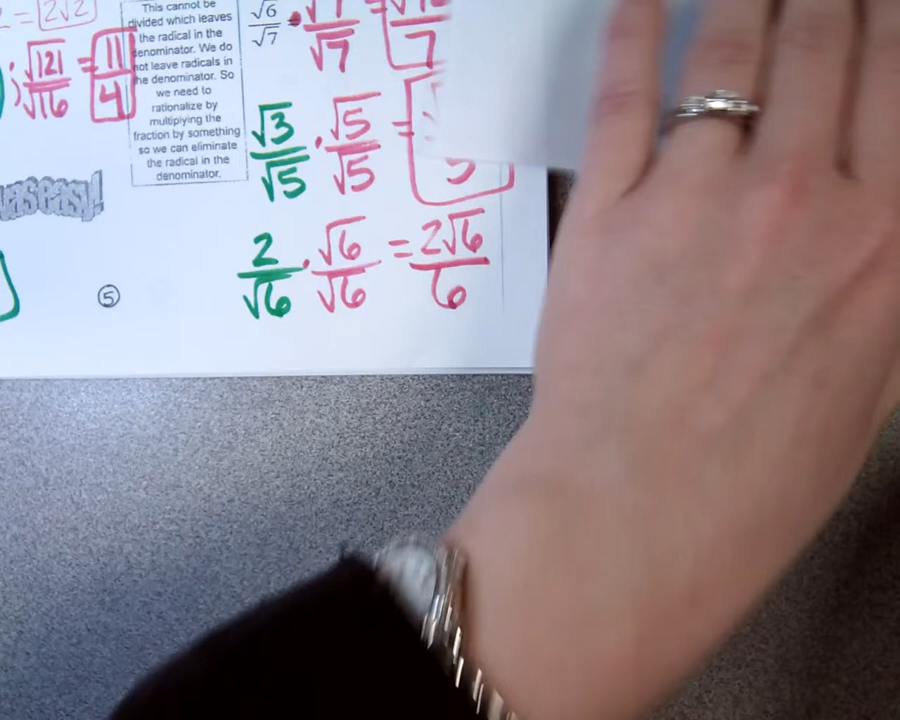 = 2√2
; √121/√16 = 11/4
This cannot be
divided which leaves
the radical in the
denominator. We do
not leave radicals in
the denominator. So
we need to
rationalize by
multiplying the
fraction by something
so we can eliminate
the radical in the
denominator.
was easy!
√6/√7 · √7/√7 = /7
√3/√5 · √5/√5 = /5
2/√6 · √6/√6 = 2√6/6
5